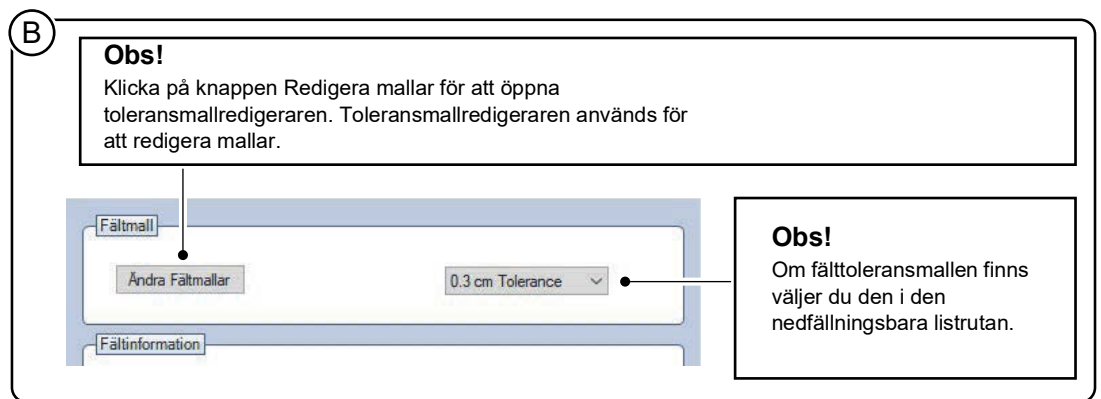 B
Obs!
Klicka på knappen Redigera mallar för att öppna
toleransmallredigeraren. Toleransmallredigeraren används för
att redigera mallar.
Fältmall
Ändra Fältmallar
0.3 cm Tolerance
Obs!
Om fälttoleransmallen finns
väljer du den i den
nedfällningsbara listrutan.
Fältinformation